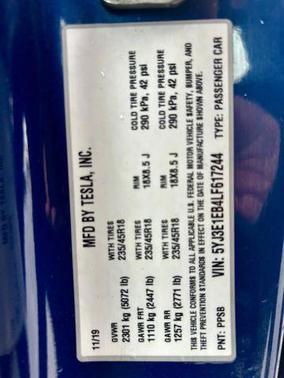 MFD BY TESLA, INC.
11/19
GVWR 2301 kg (5072 lb)
GAWR FRT 1110 kg (2447 lb) WITH TIRES 235/45R18 RIM 18X8.5 J COLD TIRE PRESSURE 290 kPa, 42 psi
GAWR RR 1257 kg (2771 lb) WITH TIRES 235/45R18 RIM 18X8.5 J COLD TIRE PRESSURE 290 kPa, 42 psi
THIS VEHICLE CONFORMS TO ALL APPLICABLE U.S. FEDERAL MOTOR VEHICLE SAFETY, BUMPER, AND
THEFT PREVENTION STANDARDS IN EFFECT ON THE DATE OF MANUFACTURE SHOWN ABOVE.
VIN: 5YJ3E1EB4LF617244
PNT: PPSB TYPE: PASSENGER CAR